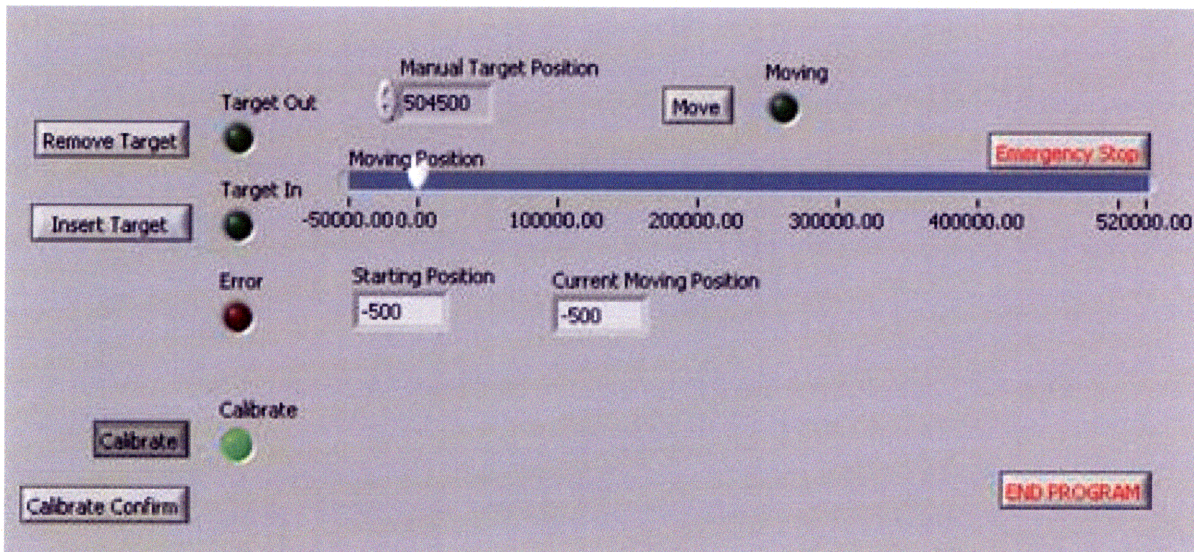 Manual Target Position
Moving
Target Out
504500
Move
Remove Target
Emergency Stop
Moving Position
Target In
Insert Target
-50000.00 0.00 100000.00 200000.00 300000.00 400000.00 520000.00
Error
Starting Position
Current Moving Position
-500
-500
Calibrate
Calibrate
Calibrate Confirm
END PROGRAM